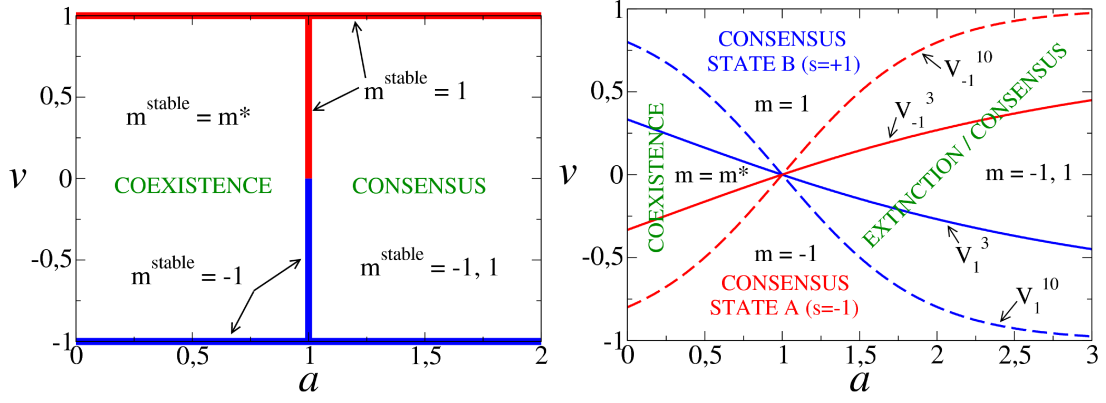 1
0,5
0
-0,5
-1
v
0
0,5
1
1,5
2
a
m^stable = 1
m^stable = m*
COEXISTENCE
CONSENSUS
m^stable = -1
m^stable = -1, 1
1
0,5
0
-0,5
-1
v
0
0,5
1
1,5
2
2,5
3
a
CONSENSUS
STATE B (s=+1)
m = 1
V_-1^10
V_-1^3
COEXISTENCE
m = m*
EXTINCTION / CONSENSUS
m = -1, 1
m = -1
CONSENSUS
STATE A (s=-1)
V_1^3
V_1^10